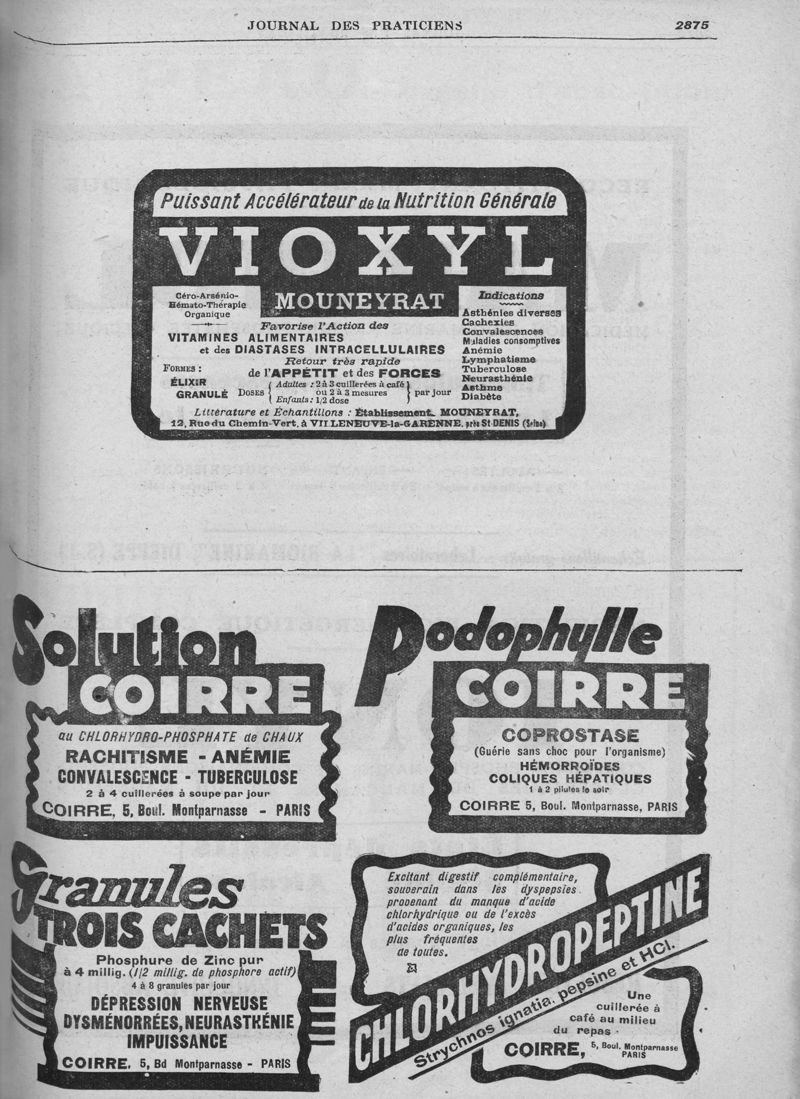 JOURNAL DES PRATICIENS 2875
Puissant Accélérateur de la Nutrition Générale
VIOXYL
MOUNEYRAT
Céro-Arsénio-
Hémato-Thérapie
Organique
Favorise l'Action des
VITAMINES ALIMENTAIRES
et des DIASTASES INTRACELLULAIRES
Retour très rapide
de l'APPÉTIT et des FORCES
FORMES :
ÉLIXIR
GRANULÉ
DOSES { Adultes : 2 à 3 cuillerées à café
ou 2 à 3 mesures
Enfants : 1/2 dose } par jour
Indications
Asthénies diverses
Cachexies
Convalescences
Maladies consomptives
Anémie
Lymphatisme
Tuberculose
Neurasthénie
Asthme
Diabète
Littérature et Échantillons : Établissement. MOUNEYRAT,
12, Rue du Chemin-Vert, à VILLENEUVE-la-GARENNE, près St-DENIS (Seine)
Solution
COIRRE
au CHLORHYDRO-PHOSPHATE de CHAUX
RACHITISME - ANÉMIE
CONVALESCENCE - TUBERCULOSE
2 à 4 cuillerées à soupe par jour
COIRRE, 5, Boul. Montparnasse - PARIS
Podophylle
COIRRE
COPROSTASE
(Guérie sans choc pour l'organisme)
HÉMORROÏDES
COLIQUES HÉPATIQUES
1 à 2 pilules le soir
COIRRE 5, Boul. Montparnasse, PARIS
Granules
TROIS CACHETS
Phosphure de Zinc pur
à 4 millig. (1/2 millig. de phosphore actif)
4 à 8 granules par jour
DÉPRESSION NERVEUSE
DYSMÉNORRÉES, NEURASTHÉNIE
IMPUISSANCE
COIRRE, 5, Bd Montparnasse - PARIS
Excitant digestif complémentaire,
souverain dans les dyspepsies
provenant du manque d'acide
chlorhydrique ou de l'excès
d'acides organiques, les
plus fréquentes
de toutes.
CHLORHYDROPEPTINE
Strychnos ignatia, pepsine et HCl.
Une
cuillerée à
café au milieu
du repas
COIRRE, 5, Boul. Montparnasse
PARIS